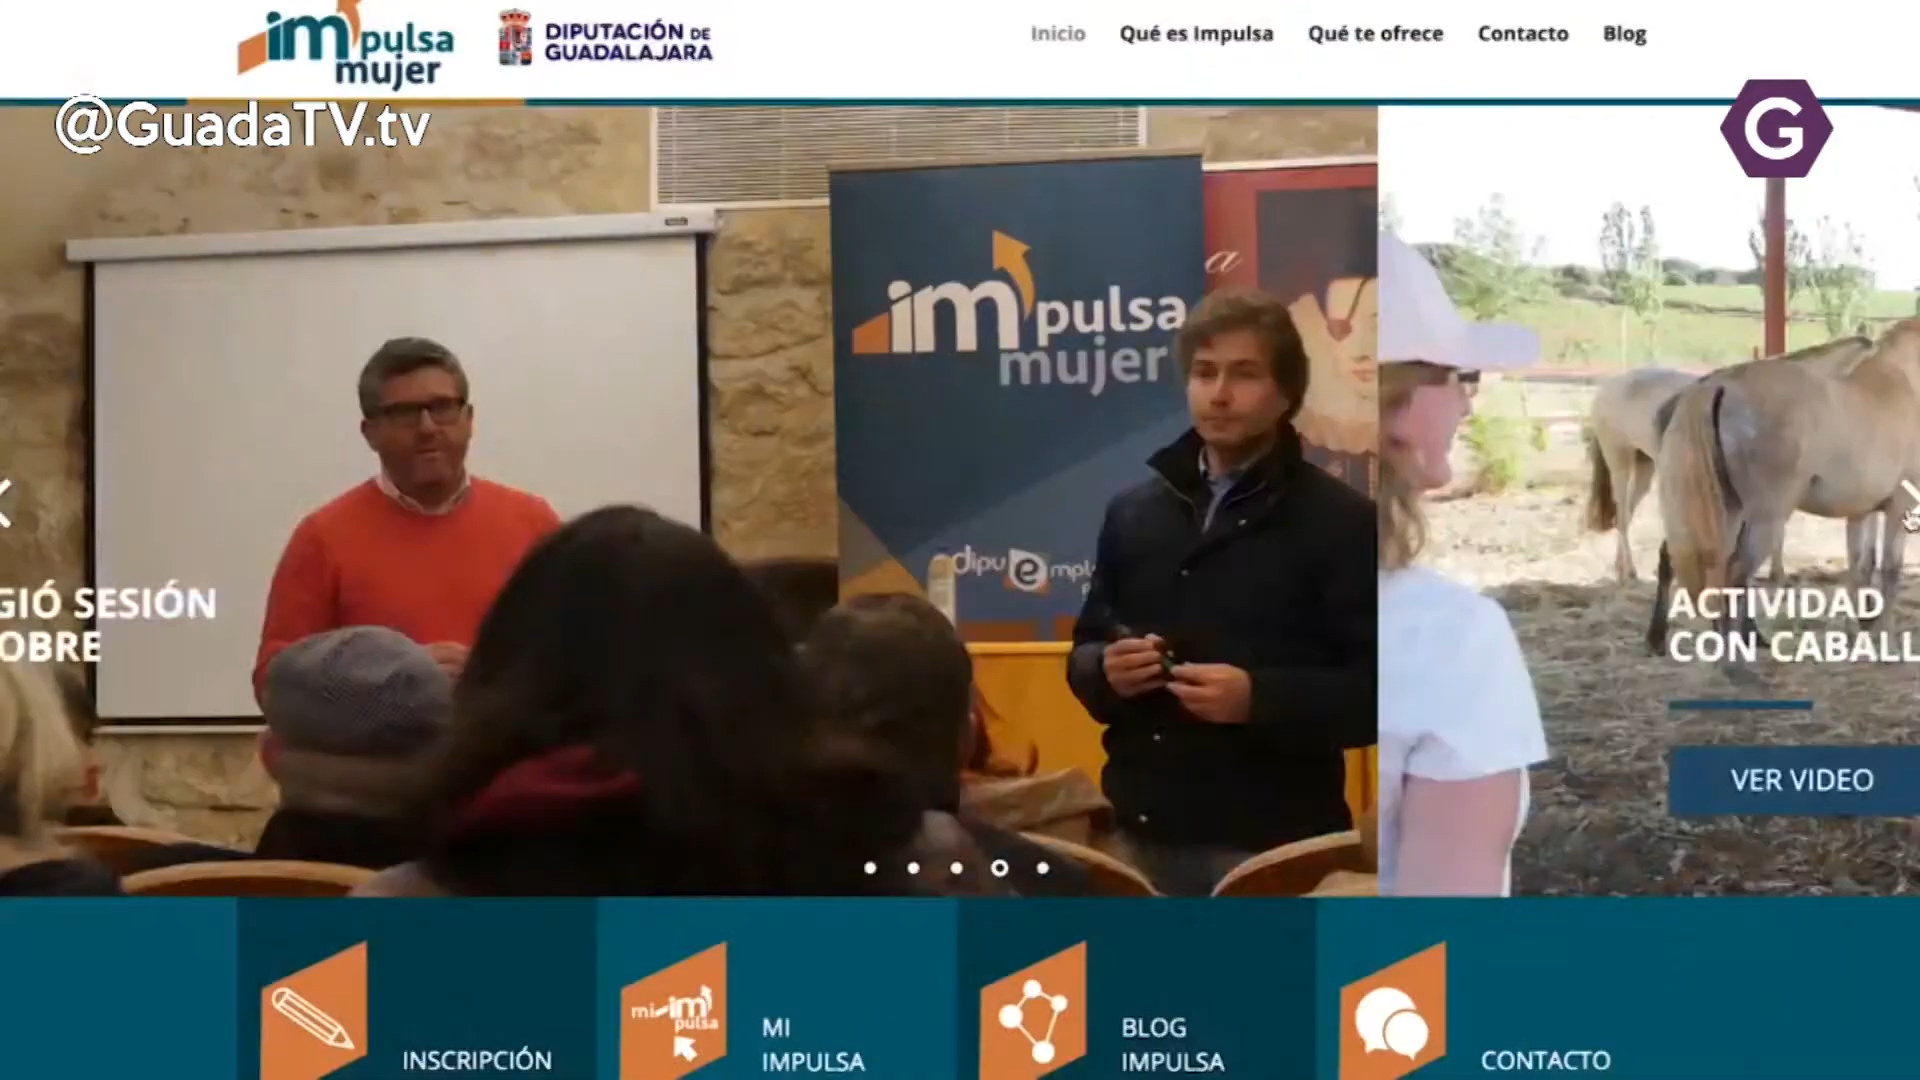 impulsa
mujer
DIPUTACIÓN DE
GUADALAJARA
Inicio
Qué es Impulsa
Qué te ofrece
Contacto
Blog
@GuadaTV.tv
G
impulsa
mujer
a
dipu e mpl
GIÓ SESIÓN
OBRE
ACTIVIDAD
CON CABALL
VER VIDEO
INSCRIPCIÓN
mi impulsa
MI
IMPULSA
BLOG
IMPULSA
CONTACTO